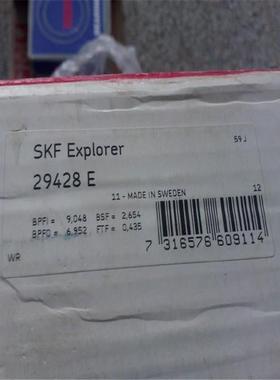 59J
SKF Explorer
29428 E
11 - MADE IN SWEDEN 12
BPFI = 9,048 BSF = 2,654
BPFO = 6,952 FTF = 0,435
WR
7 316576 609114